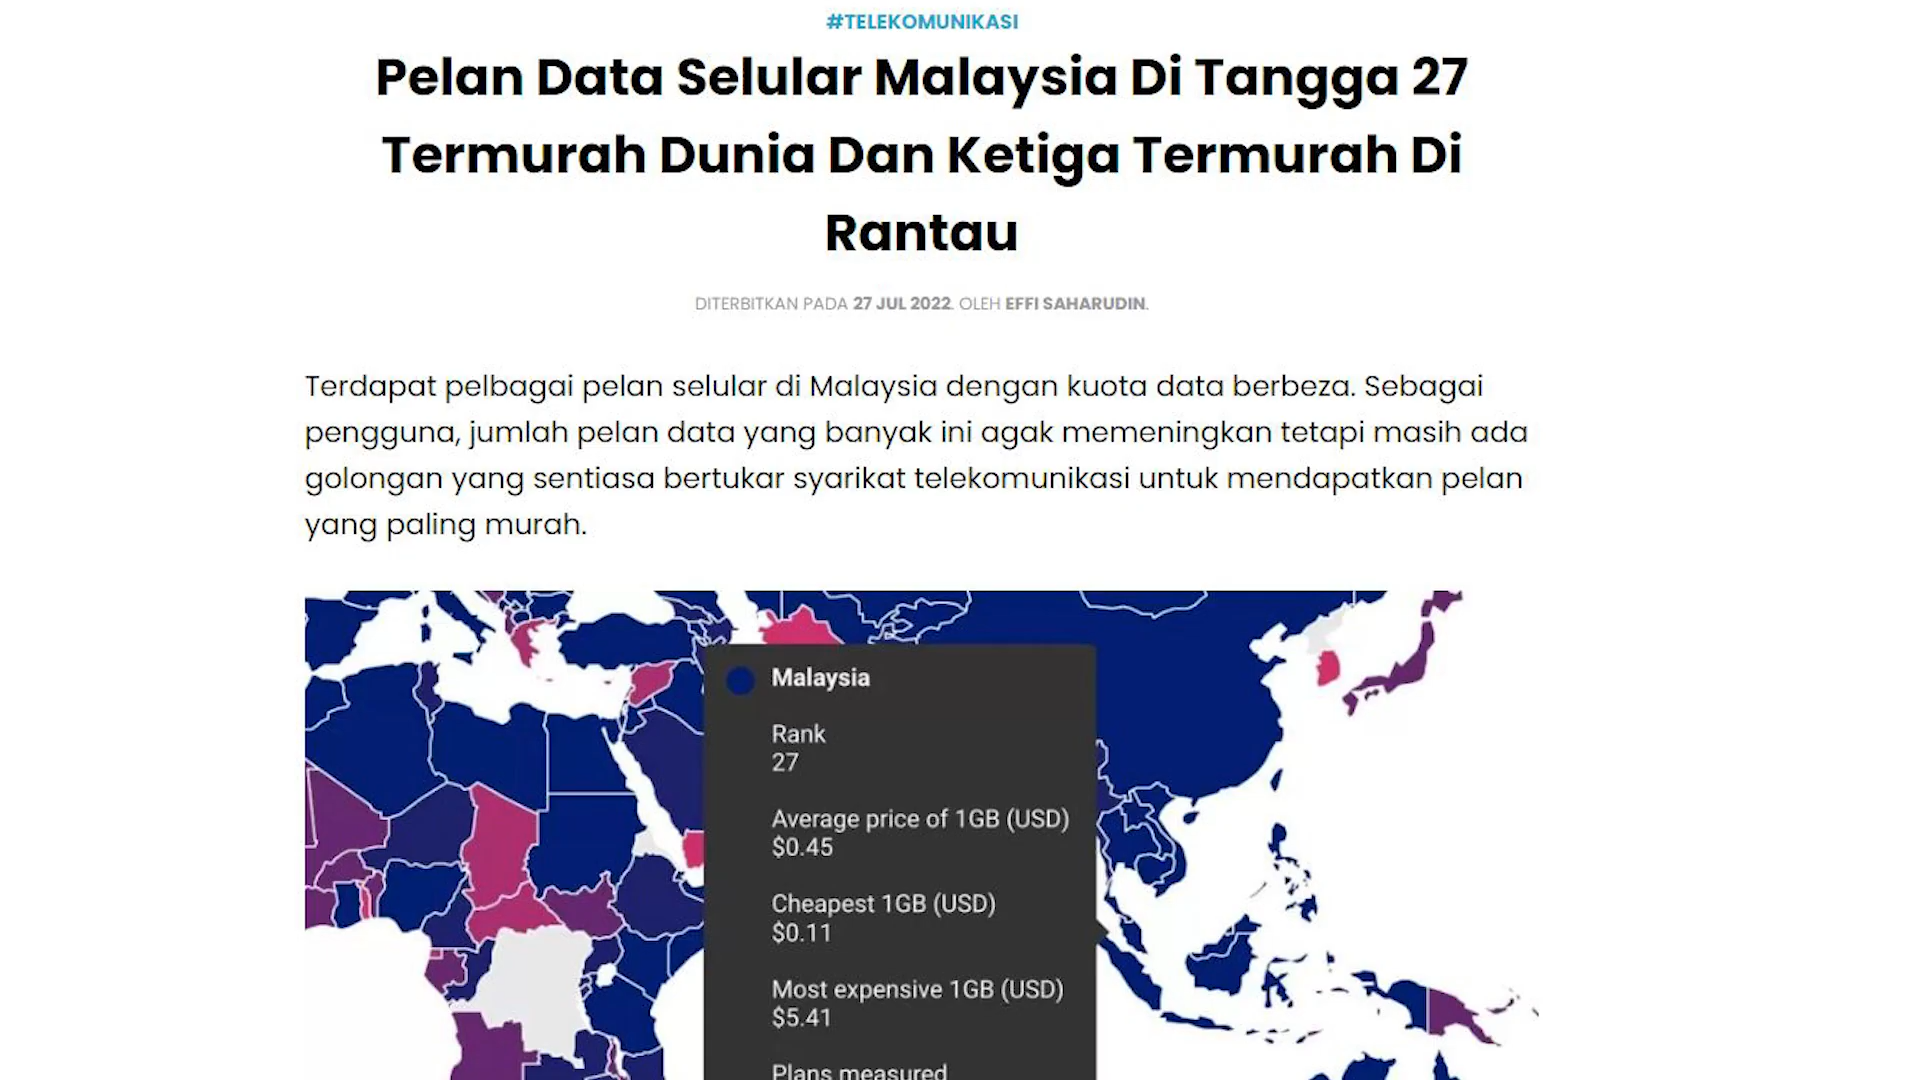 #TELEKOMUNIKASI
Pelan Data Selular Malaysia Di Tangga 27
Termurah Dunia Dan Ketiga Termurah Di
Rantau
DITERBITKAN PADA 27 JUL 2022. OLEH EFFI SAHARUDIN.
Terdapat pelbagai pelan selular di Malaysia dengan kuota data berbeza. Sebagai
pengguna, jumlah pelan data yang banyak ini agak memeningkan tetapi masih ada
golongan yang sentiasa bertukar syarikat telekomunikasi untuk mendapatkan pelan
yang paling murah.
Malaysia
Rank
27
Average price of 1GB (USD)
$0.45
Cheapest 1GB (USD)
$0.11
Most expensive 1GB (USD)
$5.41
Plans measured